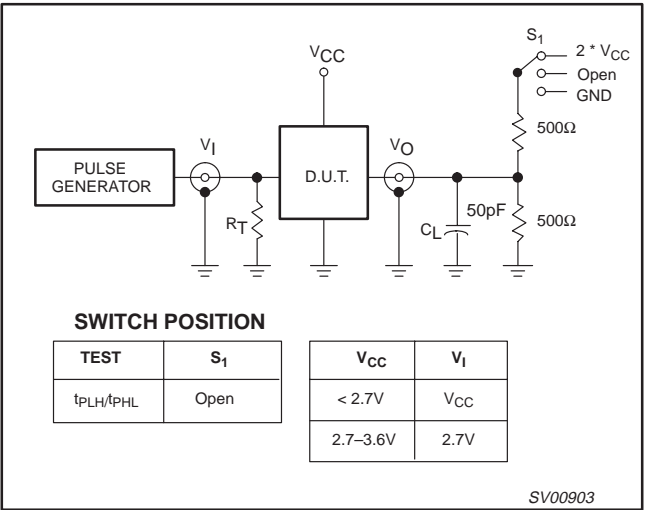 S1
2 * VCC
Open
GND
VCC
500Ω
VI
VO
PULSE
GENERATOR
D.U.T.
RT
50pF
CL
500Ω
SWITCH POSITION
TEST S1
tPLH/tPHL Open
VCC VI
< 2.7V VCC
2.7–3.6V 2.7V
SV00903